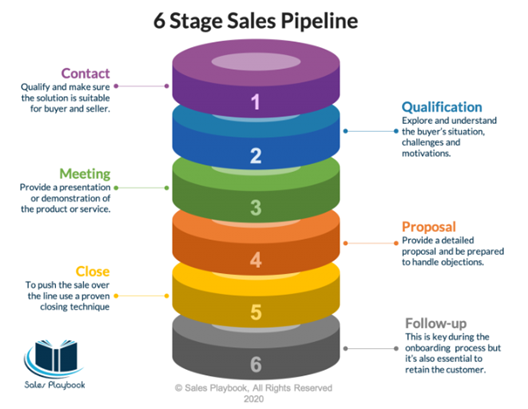 6 Stage Sales Pipeline
Contact
Qualify and make sure
the solution is suitable
for buyer and seller.
1
Qualification
Explore and understand
the buyer's situation,
challenges and
motivations.
2
Meeting
Provide a presentation
or demonstration of
the product or service.
3
Proposal
Provide a detailed
proposal and be prepared
to handle objections.
4
Close
To push the sale over
the line use a proven
closing technique
5
Follow-up
This is key during the
onboarding process but
it's also essential to
retain the customer.
6
Sales Playbook
© Sales Playbook, All Rights Reserved
2020